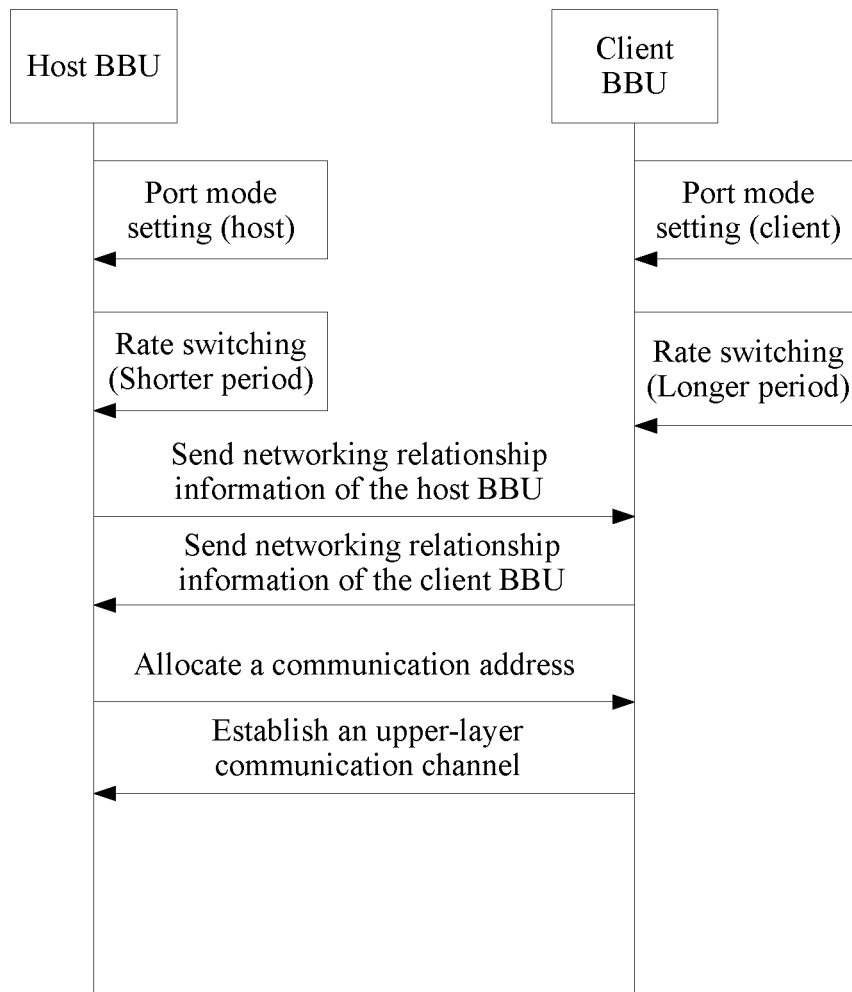 Host BBU
Client
BBU
Port mode
setting (host)
Port mode
setting (client)
Rate switching
(Shorter period)
Rate switching
(Longer period)
Send networking relationship
information of the host BBU
Send networking relationship
information of the client BBU
Allocate a communication address
Establish an upper-layer
communication channel